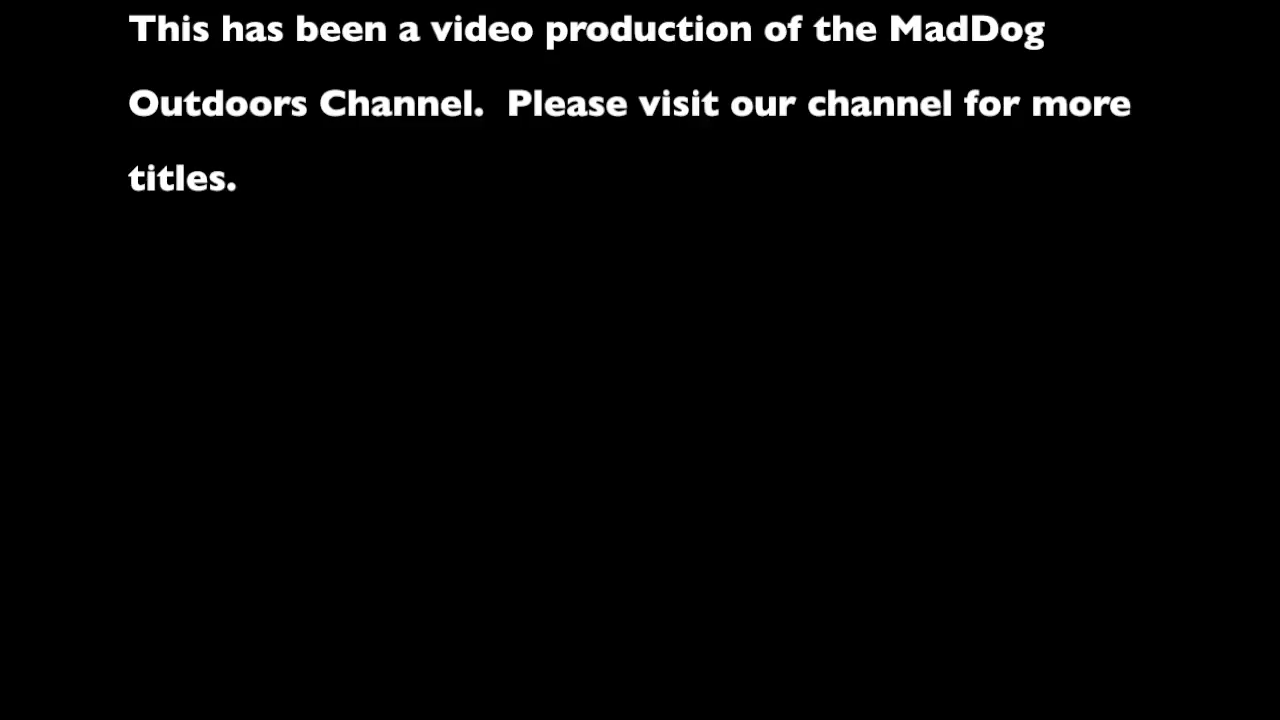 This has been a video production of the MadDog
Outdoors Channel.  Please visit our channel for more
titles.